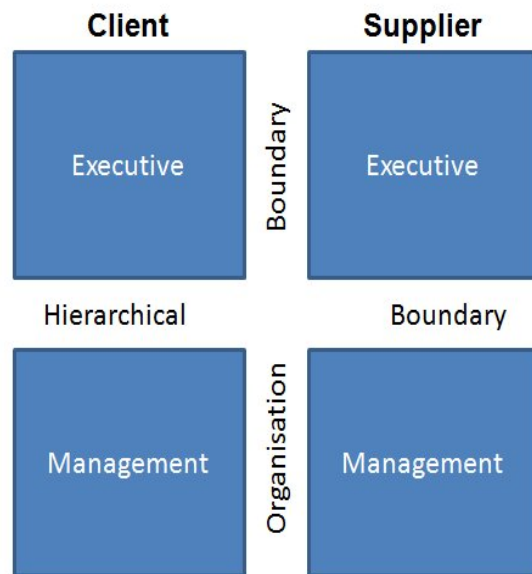 Client
Supplier
Executive
Boundary
Executive
Hierarchical
Boundary
Management
Organisation
Management